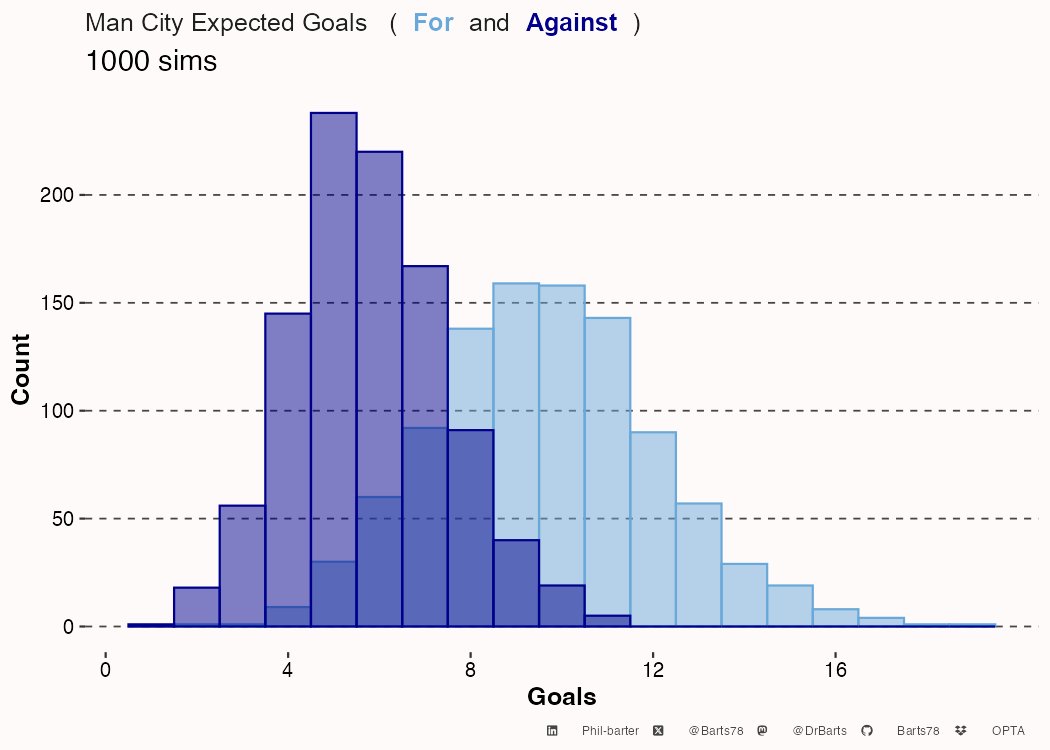 Man City Expected Goals ( For and Against )
1000 sims
200
150
100
50
0
Count
0 4 8 12 16
Goals
Phil-barter @Barts78 @DrBarts Barts78 OPTA